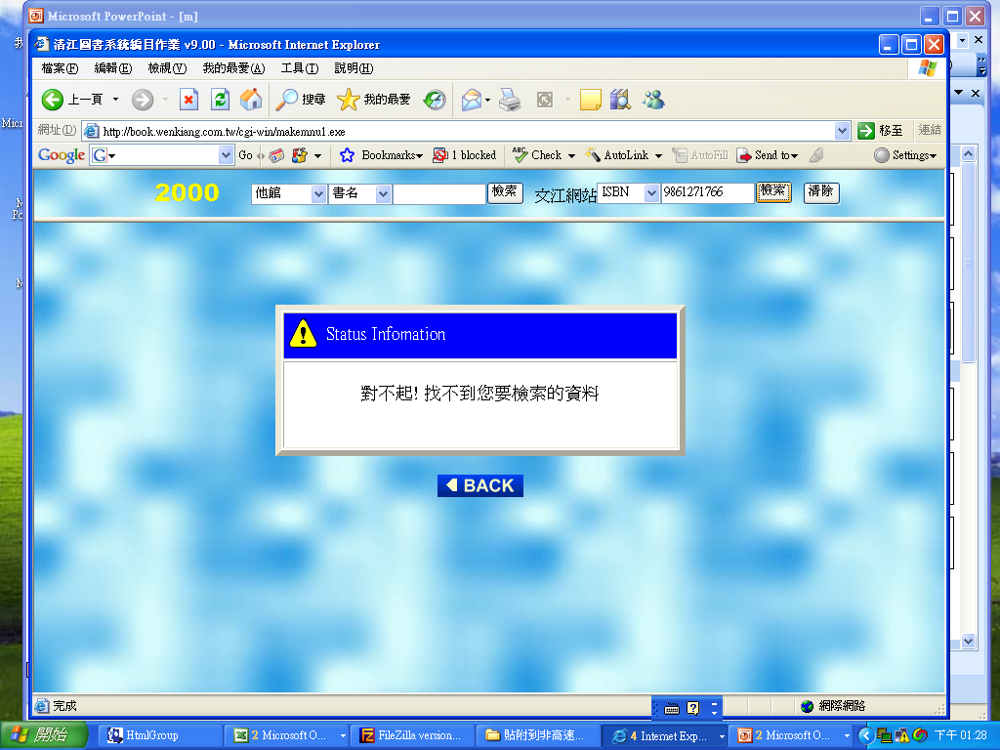 Microsoft PowerPoint - [m]
清江圖書系統編目作業 v9.00 - Microsoft Internet Explorer
檔案(F) 編輯(E) 檢視(V) 我的最愛(A) 工具(T) 說明(H)
上一頁 搜尋 我的最愛
網址(D) http://book.wenkiang.com.tw/cgi-win/makemnu1.exe 移至 連結
Google G Go Bookmarks 1 blocked ABC Check AutoLink AutoFill Send to Settings
2000 他館 書名 檢索 文江網站 ISBN 9861271766 檢索 清除
Status Infomation
對不起! 找不到您要檢索的資料
BACK
完成 網際網路
開始 HtmlGroup 2 Microsoft O... FileZilla version... 貼附到非高速... 4 Internet Exp... 2 Microsoft O... 下午 01:28